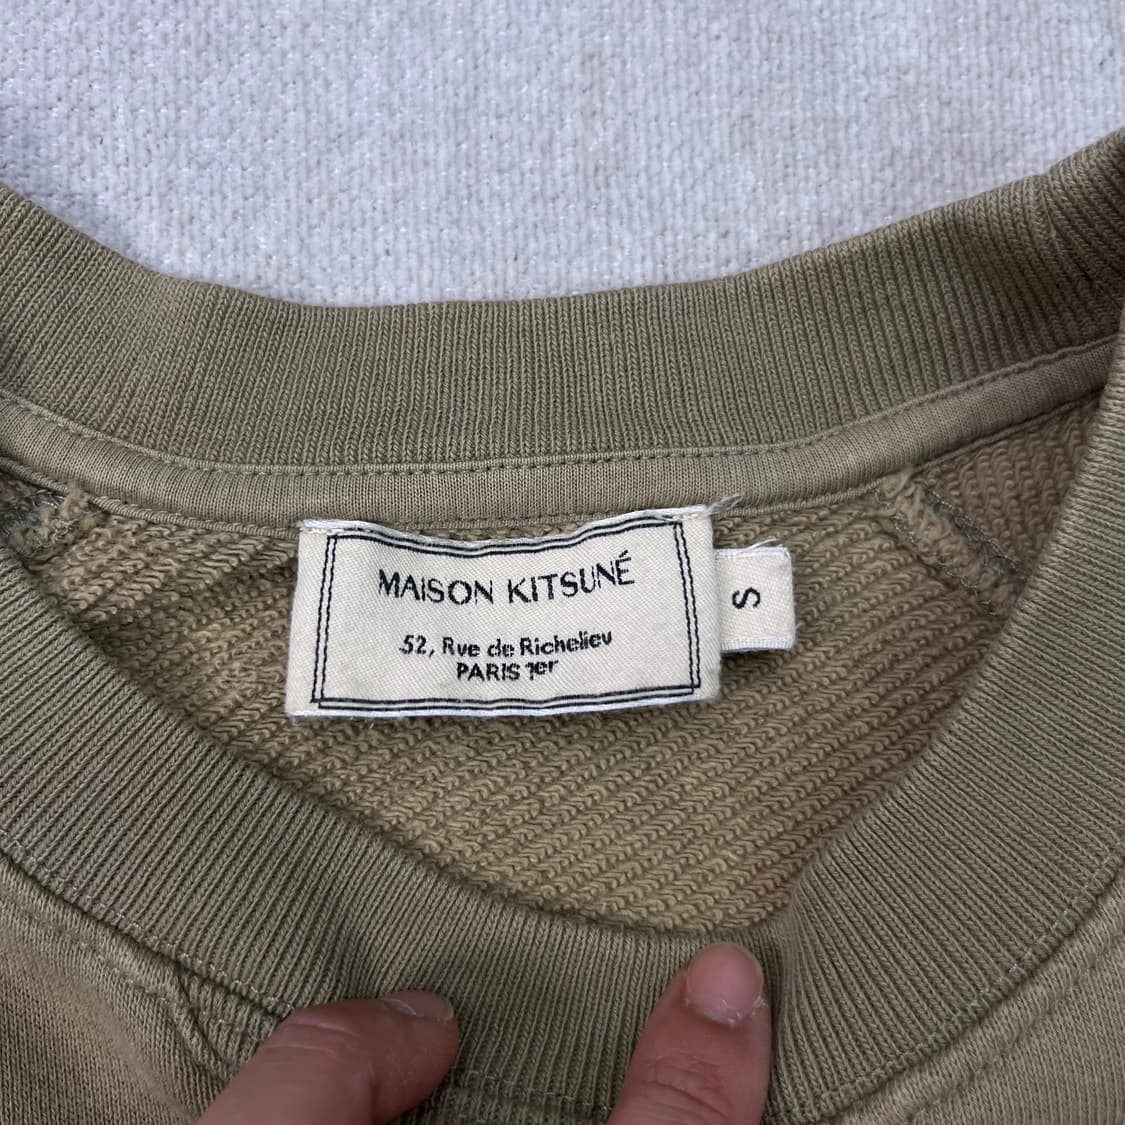 MAISON KITSUNÉ
52, Rue de Richelieu
PARIS 1er
S